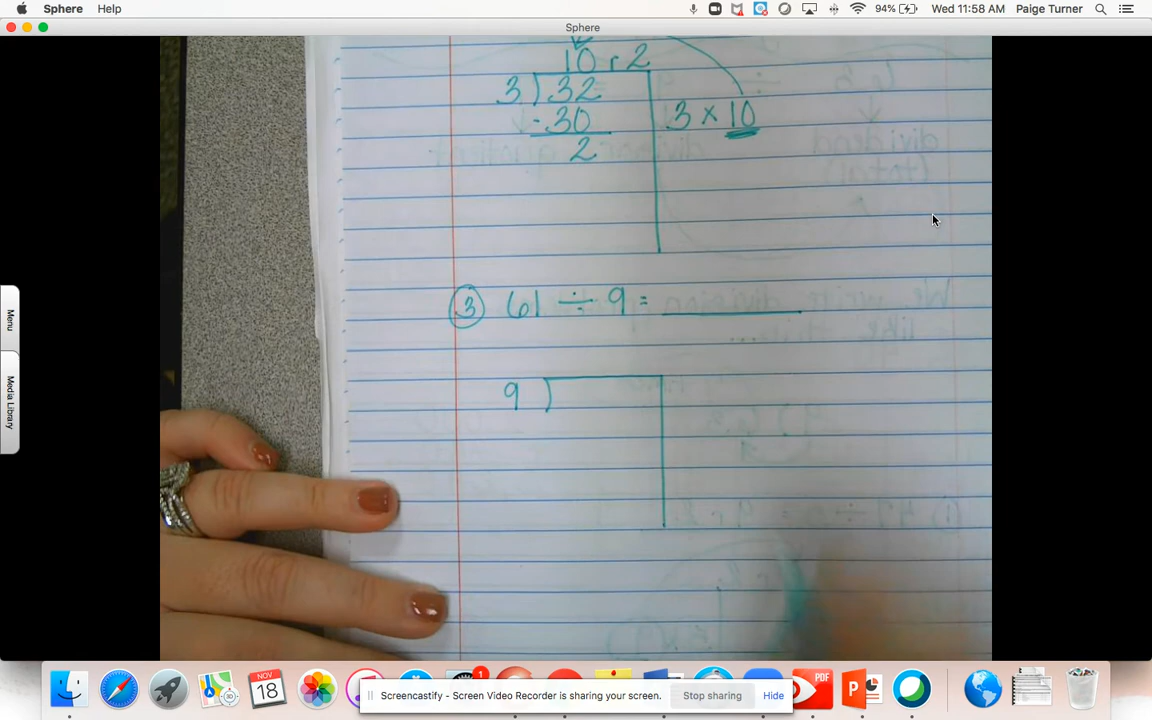 Sphere Help 94% Wed 11:58 AM Paige Turner
Sphere
10 r 2
3 ) 32
- 30 3 × 10
2
③ 61 ÷ 9 =
9 )
Menu
Media Library
NOV
18
1
PDF
Screencastify - Screen Video Recorder is sharing your screen. Stop sharing Hide